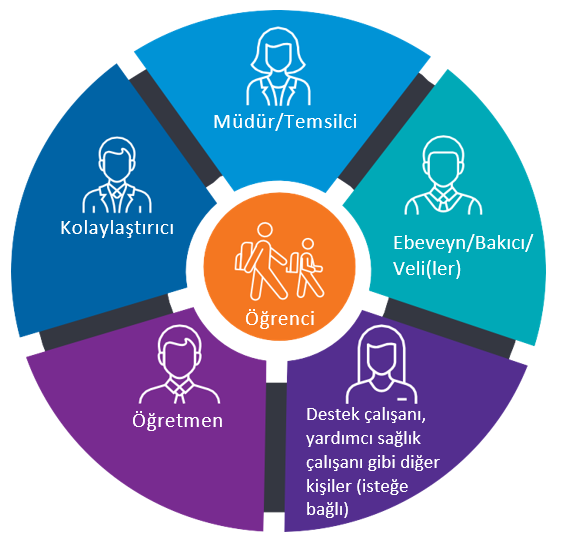 Müdür/Temsilci
Kolaylaştırıcı
Ebeveyn/Bakıcı/
Veli(ler)
Öğrenci
Öğretmen
Destek çalışanı,
yardımcı sağlık
çalışanı gibi diğer
kişiler (isteğe
bağlı)